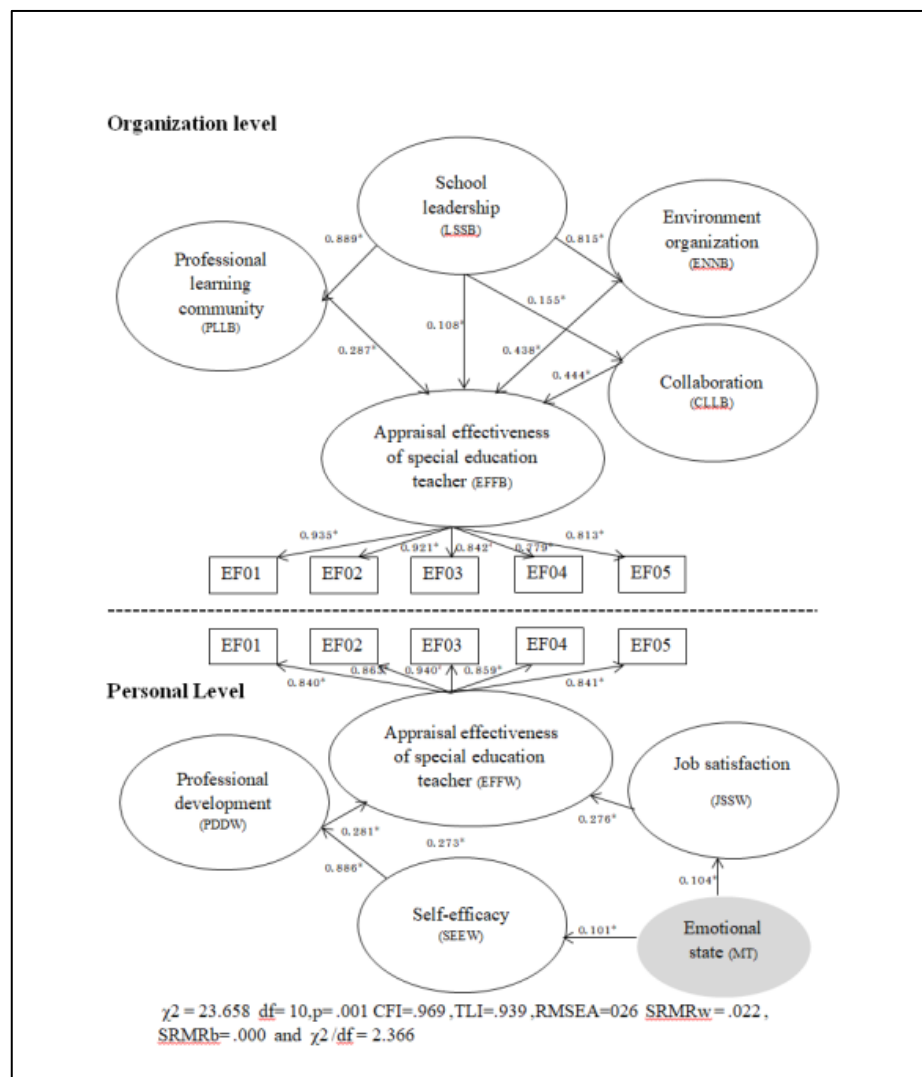 Organization level
School
leadership
(LSSB)
Environment
organization
(ENNB)
0.889*
0.815*
Professional
learning
community
(PLLB)
0.155*
0.108*
0.287*
0.438*
0.444*
Collaboration
(CLLB)
Appraisal effectiveness
of special education
teacher (EFFB)
0.935*
0.921*
0.842*
0.779*
0.813*
EF01
EF02
EF03
EF04
EF05
EF01
EF02
EF03
EF04
EF05
0.840*
0.940*
0.859*
0.841*
Personal Level
Appraisal effectiveness
of special education
teacher (EFFW)
Professional
development
(PDDW)
Job satisfaction
(JSSW)
0.281*
0.273*
0.276*
0.886*
0.104*
Self-efficacy
(SEEW)
0.101*
Emotional
state (MT)
χ2 = 23.658 df= 10,p= .001 CFI=.969 ,TLI=.939 ,RMSEA=026 SRMRw = .022 ,
SRMRb= .000 and χ2 /df = 2.366